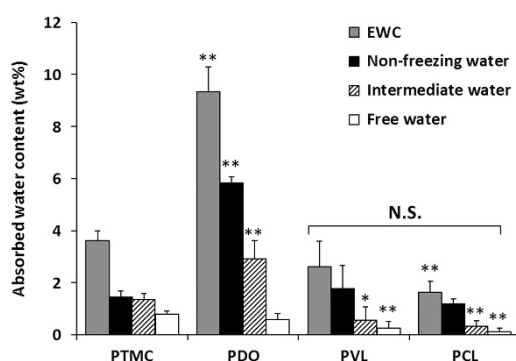 Absorbed water content (wt%)
12
10
8
6
4
2
0
EWC
Non-freezing water
Intermediate water
Free water
**
**
**
N.S.
*
**
**
**
**
PTMC
PDO
PVL
PCL